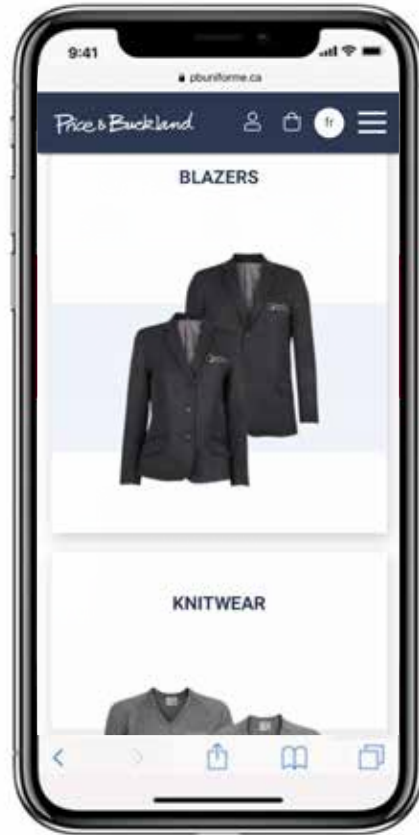 9:41
pbuniforme.ca
Price & Buckland
fr
BLAZERS
KNITWEAR